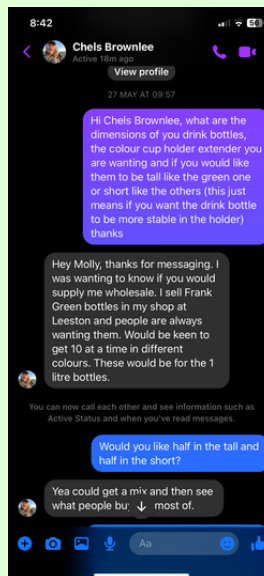 8:42
66
Chels Brownlee
Active 18m ago
View profile
27 MAY AT 09:57
Hi Chels Brownlee, what are the
dimensions of you drink bottles,
the colour cup holder extender you
are wanting and if you would like
them to be tall like the green one
or short like the others (this just
means if you want the drink bottle
to be more stable in the holder)
thanks
Hey Molly, thanks for messaging. I
was wanting to know if you would
supply me wholesale. I sell Frank
Green bottles in my shop at
Leeston and people are always
wanting them. Would be keen to
get 10 at a time in different
colours. These would be for the 1
litre bottles.
You can now call each other and see information such as
Active Status and when you've read messages.
Would you like half in the tall and
half in the short?
Yea could get a mix and then see
what people most of.
Aa